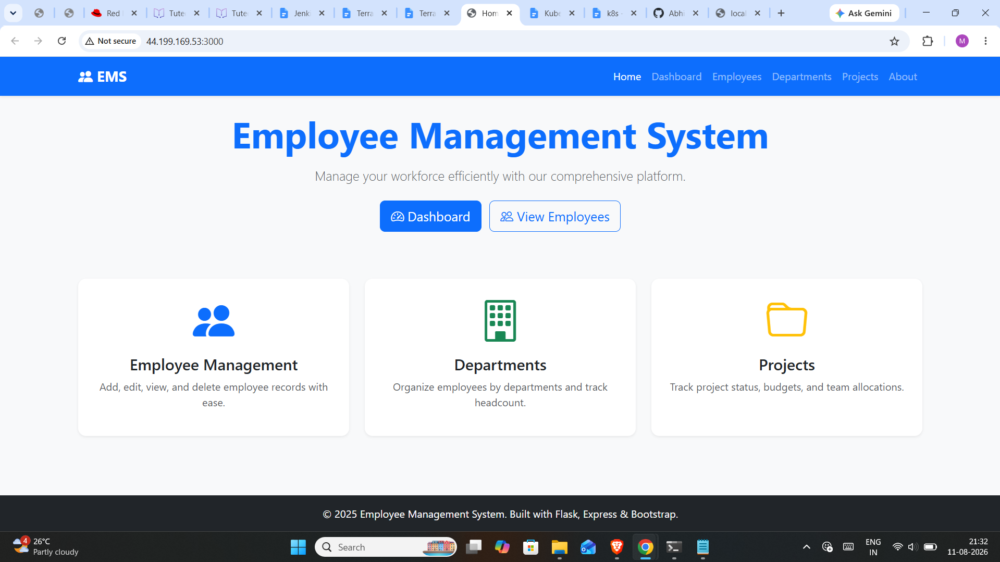 Red
Tute
Tute
Jenki
Terra
Terra
Hom
Kube
k8s -
Abhi
local
Ask Gemini
Not secure
44.199.169.53:3000
M
EMS
Home
Dashboard
Employees
Departments
Projects
About
Employee Management System
Manage your workforce efficiently with our comprehensive platform.
Dashboard
View Employees
Employee Management
Add, edit, view, and delete employee records with
ease.
Departments
Organize employees by departments and track
headcount.
Projects
Track project status, budgets, and team allocations.
© 2025 Employee Management System. Built with Flask, Express & Bootstrap.
4
26°C
Partly cloudy
Search
ENG
IN
21:32
11-08-2026